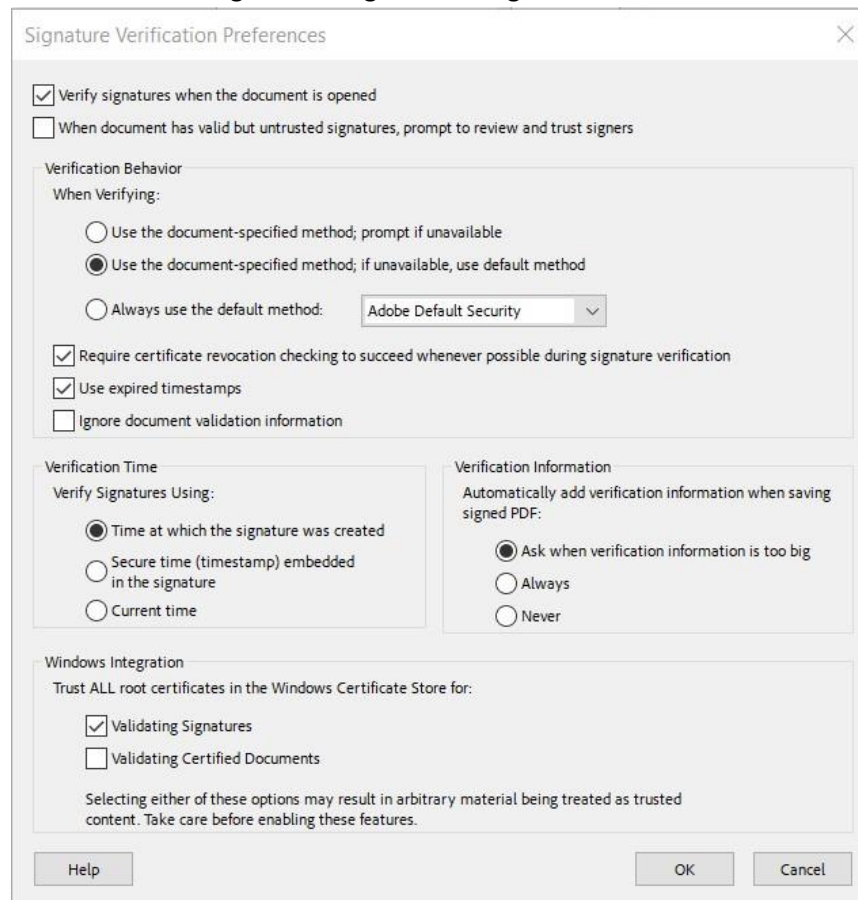 Signature Verification Preferences
Verify signatures when the document is opened
When document has valid but untrusted signatures, prompt to review and trust signers
Verification Behavior
When Verifying:
Use the document-specified method; prompt if unavailable
Use the document-specified method; if unavailable, use default method
Always use the default method:
Adobe Default Security
Require certificate revocation checking to succeed whenever possible during signature verification
Use expired timestamps
Ignore document validation information
Verification Time
Verify Signatures Using:
Time at which the signature was created
Secure time (timestamp) embedded
in the signature
Current time
Verification Information
Automatically add verification information when saving
signed PDF:
Ask when verification information is too big
Always
Never
Windows Integration
Trust ALL root certificates in the Windows Certificate Store for:
Validating Signatures
Validating Certified Documents
Selecting either of these options may result in arbitrary material being treated as trusted
content. Take care before enabling these features.
Help
OK
Cancel